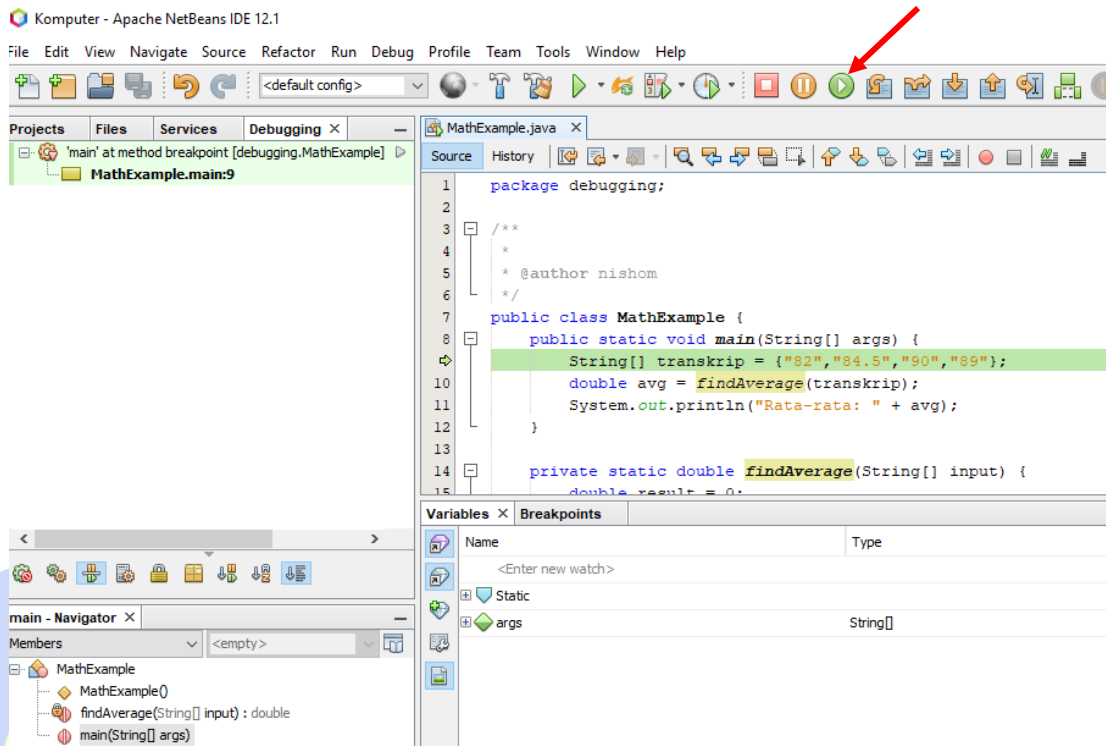 Komputer - Apache NetBeans IDE 12.1
File Edit View Navigate Source Refactor Run Debug Profile Team Tools Window Help
<default config>
Projects Files Services Debugging
'main' at method breakpoint [debugging.MathExample]
MathExample.main:9
MathExample.java
Source History
1 package debugging;
2
3 /**
4 *
5 * @author nishom
6 */
7 public class MathExample {
8 public static void main(String[] args) {
String[] transkrip = {"82","84.5","90","89"};
10 double avg = findAverage(transkrip);
11 System.out.println("Rata-rata: " + avg);
12 }
13
14 private static double findAverage(String[] input) {
15 double result = 0;
Variables Breakpoints
Name Type
<Enter new watch>
Static
args String[]
main - Navigator
Members <empty>
MathExample
MathExample()
findAverage(String[] input) : double
main(String[] args)